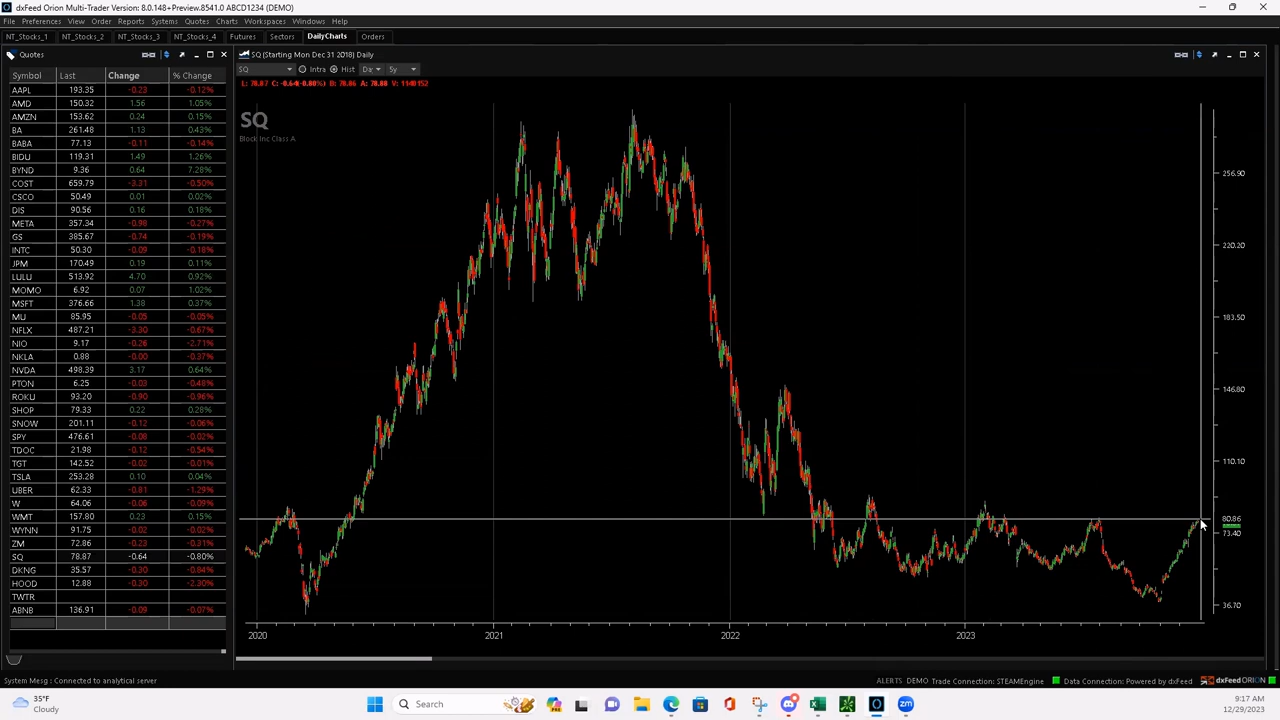 dxFeed Orion Multi-Trader Version: 8.0.148+Preview.8541.0 ABCD1234 (DEMO)
File Preferences View Order Reports Systems Quotes Charts Workspaces Windows Help
NT_Stocks_1 NT_Stocks_2 NT_Stocks_3 NT_Stocks_4 Futures Sectors DailyCharts Orders
Quotes
Symbol Last Change % Change
AAPL 193.35 -0.23 -0.12%
AMD 150.32 1.56 1.05%
AMZN 153.62 0.24 0.15%
BA 261.48 1.13 0.43%
BABA 77.13 -0.11 -0.14%
BIDU 119.31 1.49 1.26%
BYND 9.36 0.64 7.28%
COST 659.79 -3.31 -0.50%
CSCO 50.49 0.01 0.02%
DIS 90.56 0.16 0.18%
META 357.34 -0.98 -0.27%
GS 385.67 -0.74 -0.19%
INTC 50.30 -0.09 -0.18%
JPM 170.49 0.19 0.11%
LULU 513.92 4.70 0.92%
MOMO 6.92 0.07 1.02%
MSFT 376.66 1.38 0.37%
MU 85.95 -0.05 -0.05%
NFLX 487.21 -3.30 -0.67%
NIO 9.17 -0.26 -2.71%
NKLA 0.88 -0.00 -0.37%
NVDA 498.39 3.17 0.64%
PTON 6.25 -0.03 -0.48%
ROKU 93.20 -0.90 -0.96%
SHOP 79.33 0.22 0.28%
SNOW 201.11 -0.12 -0.06%
SPY 476.61 -0.08 -0.02%
TDOC 21.98 -0.12 -0.54%
TGT 142.52 -0.02 -0.01%
TSLA 253.28 0.10 0.04%
UBER 62.33 -0.81 -1.29%
W 64.06 -0.06 -0.09%
WMT 157.80 0.23 0.15%
WYNN 91.75 -0.02 -0.02%
ZM 72.86 -0.23 -0.31%
SQ 78.87 -0.64 -0.80%
DKNG 35.57 -0.30 -0.84%
HOOD 12.88 -0.30 -2.30%
TWTR
ABNB 136.91 -0.09 -0.07%
SQ (Starting Mon Dec 31 2018) Daily
SQ Intra Hist Da 5y
L: 78.87 C: -0.64(-0.80%) B: 78.86 A: 78.88 V: 1140152
SQ
Block Inc Class A
256.90
220.20
183.50
146.80
110.10
80.86
73.40
36.70
2020 2021 2022 2023
System Mesg : Connected to analytical server
ALERTS DEMO Trade Connection: STEAMEngine Data Connection: Powered by dxFeed dxFeed ORION
35°F
Cloudy
Search
zm
9:17 AM
12/29/2023